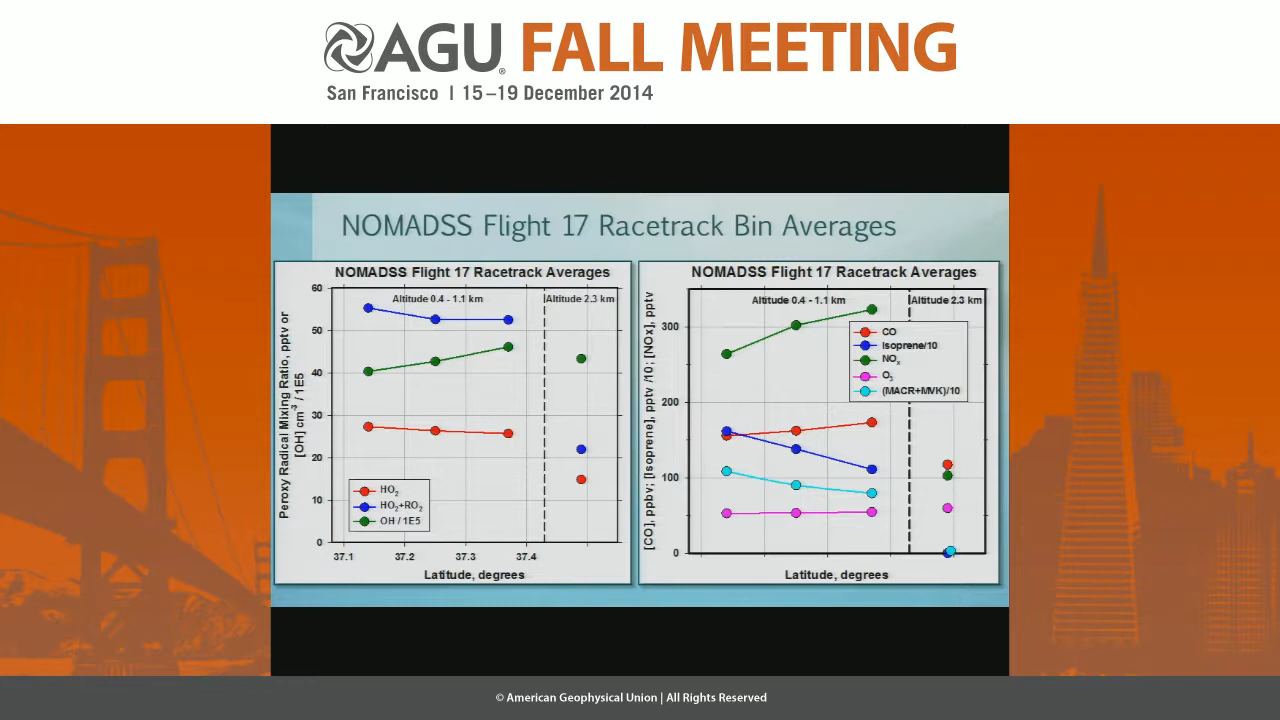 AGU FALL MEETING
San Francisco | 15–19 December 2014
NOMADSS Flight 17 Racetrack Bin Averages
NOMADSS Flight 17 Racetrack Averages
Peroxy Radical Mixing Ratio, pptv or
[OH] cm⁻³ / 1E5
60
50
40
30
20
10
0
Altitude 0.4 - 1.1 km
Altitude 2.3 km
HO₂
HO₂+RO₂
OH / 1E5
37.1 37.2 37.3 37.4
Latitude, degrees
NOMADSS Flight 17 Racetrack Averages
[CO], ppbv; [Isoprene], pptv /10; [NOx], pptv
300
200
100
0
Altitude 0.4 - 1.1 km
Altitude 2.3 km
CO
Isoprene/10
NOₓ
O₃
(MACR+MVK)/10
Latitude, degrees
© American Geophysical Union | All Rights Reserved